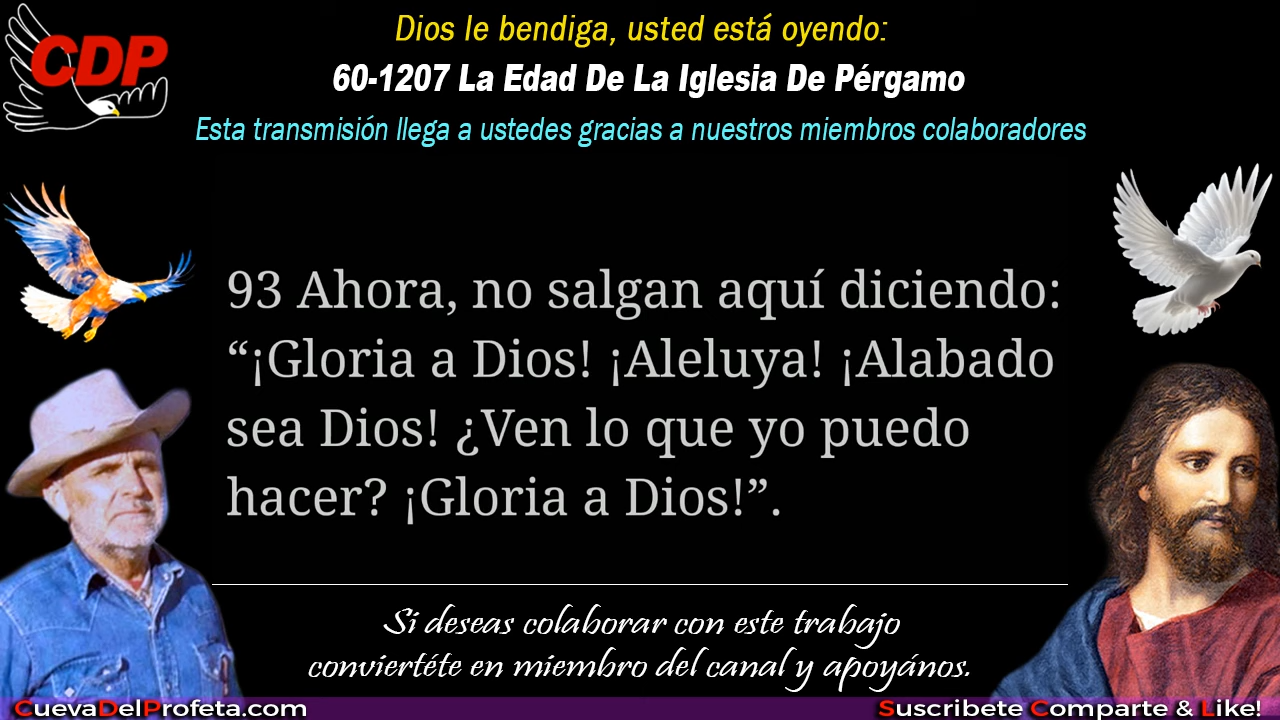 CDP
Dios le bendiga, usted está oyendo:
60-1207 La Edad De La Iglesia De Pérgamo
Esta transmisión llega a ustedes gracias a nuestros miembros colaboradores
93 Ahora, no salgan aquí diciendo:
“¡Gloria a Dios! ¡Aleluya! ¡Alabado
sea Dios! ¿Ven lo que yo puedo
hacer? ¡Gloria a Dios!”.
Si deseas colaborar con este trabajo
conviertéte en miembro del canal y apoyános.
CuevaDelProfeta.com
Suscribete Comparte & Like!